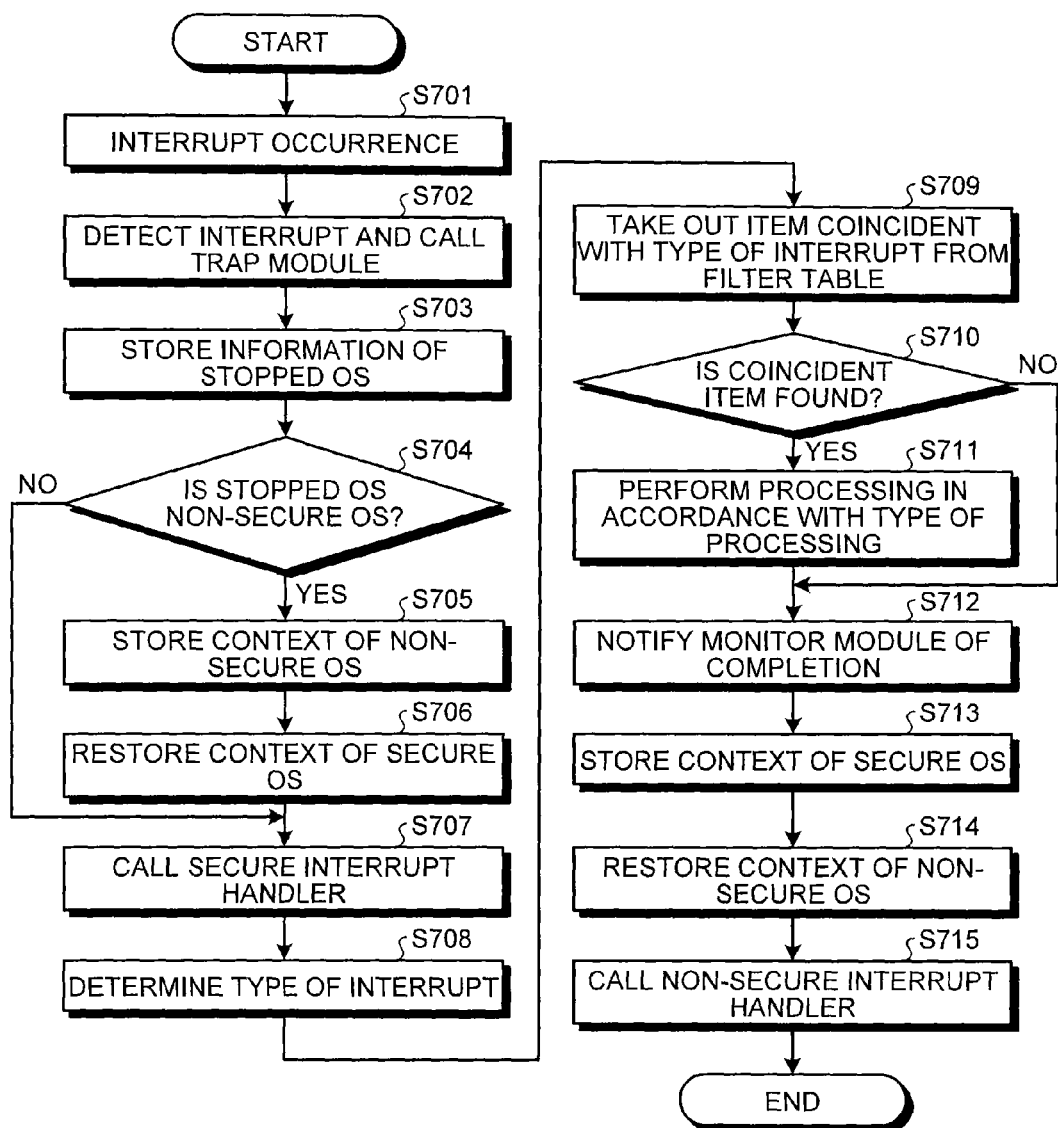 START
S701
INTERRUPT OCCURRENCE
S702
DETECT INTERRUPT AND CALL
TRAP MODULE
S703
STORE INFORMATION OF
STOPPED OS
S704
NO
IS STOPPED OS
NON-SECURE OS?
YES
S705
STORE CONTEXT OF NON-
SECURE OS
S706
RESTORE CONTEXT OF SECURE
OS
S707
CALL SECURE INTERRUPT
HANDLER
S708
DETERMINE TYPE OF INTERRUPT
S709
TAKE OUT ITEM COINCIDENT
WITH TYPE OF INTERRUPT FROM
FILTER TABLE
S710
NO
IS COINCIDENT
ITEM FOUND?
YES
S711
PERFORM PROCESSING IN
ACCORDANCE WITH TYPE OF
PROCESSING
S712
NOTIFY MONITOR MODULE OF
COMPLETION
S713
STORE CONTEXT OF SECURE OS
S714
RESTORE CONTEXT OF NON-
SECURE OS
S715
CALL NON-SECURE INTERRUPT
HANDLER
END